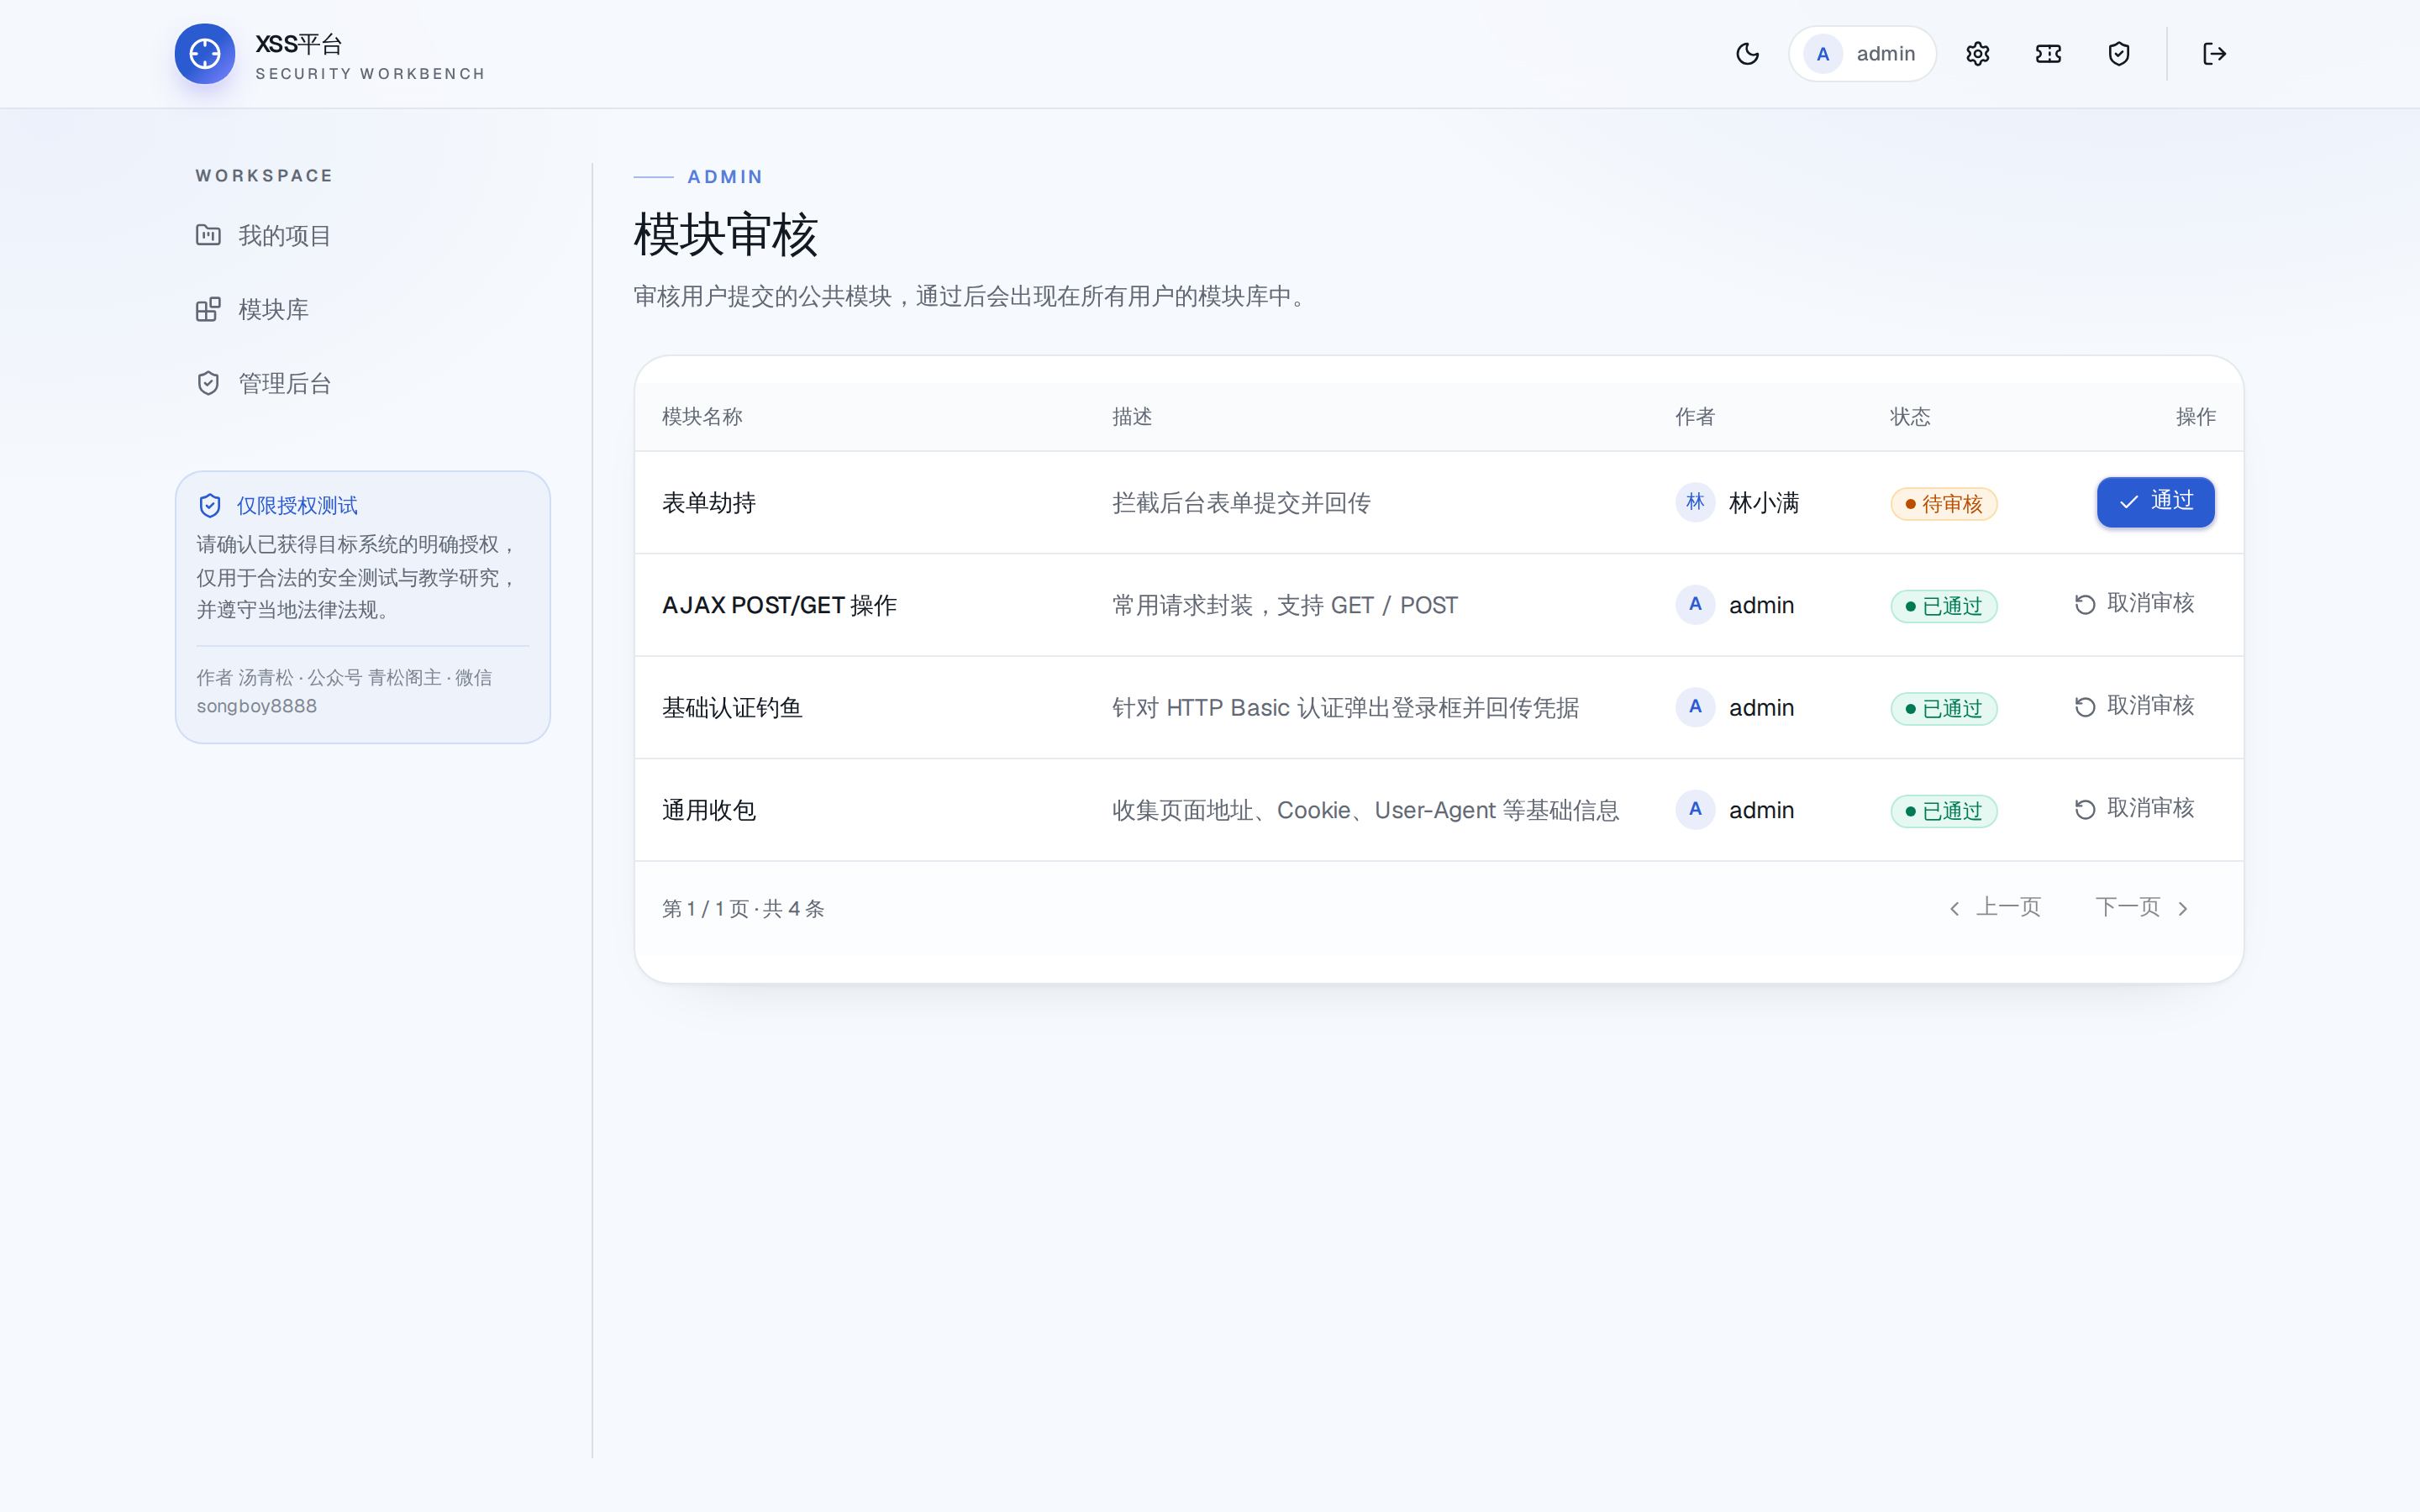 XSS平台
SECURITY WORKBENCH
A admin
WORKSPACE
我的项目
模块库
管理后台
仅限授权测试
请确认已获得目标系统的明确授权，
仅用于合法的安全测试与教学研究，
并遵守当地法律法规。
作者 汤青松 · 公众号 青松阁主 · 微信
songboy8888
ADMIN
模块审核
审核用户提交的公共模块，通过后会出现在所有用户的模块库中。
模块名称 描述 作者 状态 操作
表单劫持 拦截后台表单提交并回传 林 林小满 待审核 通过
AJAX POST/GET 操作 常用请求封装，支持 GET / POST A admin 已通过 取消审核
基础认证钓鱼 针对 HTTP Basic 认证弹出登录框并回传凭据 A admin 已通过 取消审核
通用收包 收集页面地址、Cookie、User-Agent 等基础信息 A admin 已通过 取消审核
第 1 / 1 页 · 共 4 条 上一页 下一页